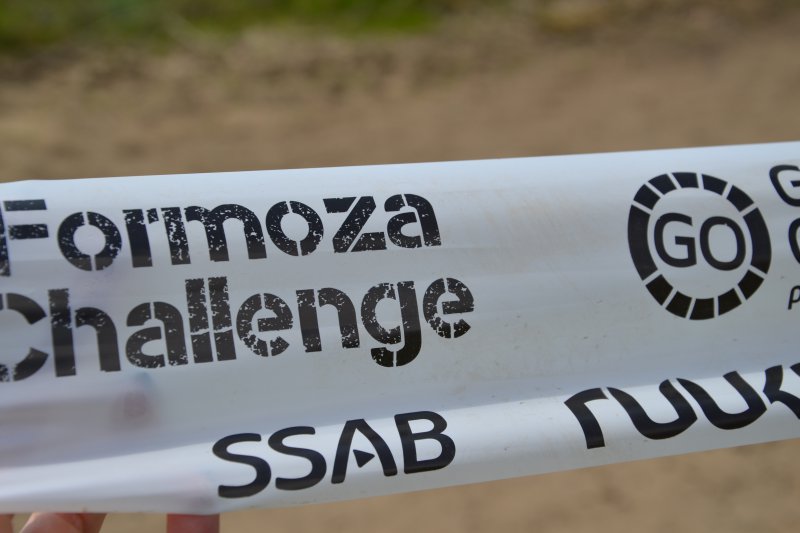 Formoza
Challenge
GO
SSAB